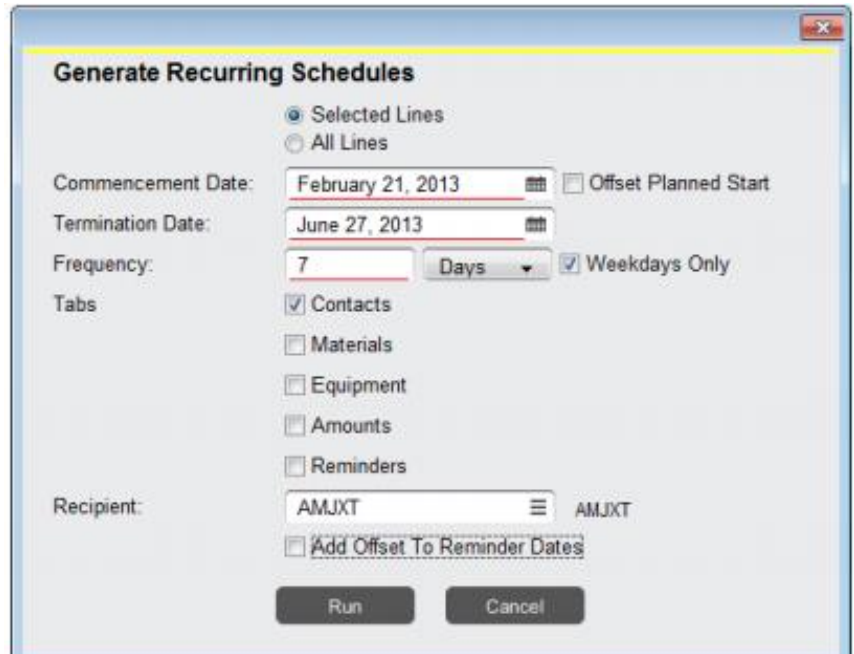 Generate Recurring Schedules
Selected Lines
All Lines
Commencement Date: February 21, 2013 Offset Planned Start
Termination Date: June 27, 2013
Frequency: 7 Days Weekdays Only
Tabs Contacts
Materials
Equipment
Amounts
Reminders
Recipient: AMJXT AMJXT
Add Offset To Reminder Dates
Run Cancel